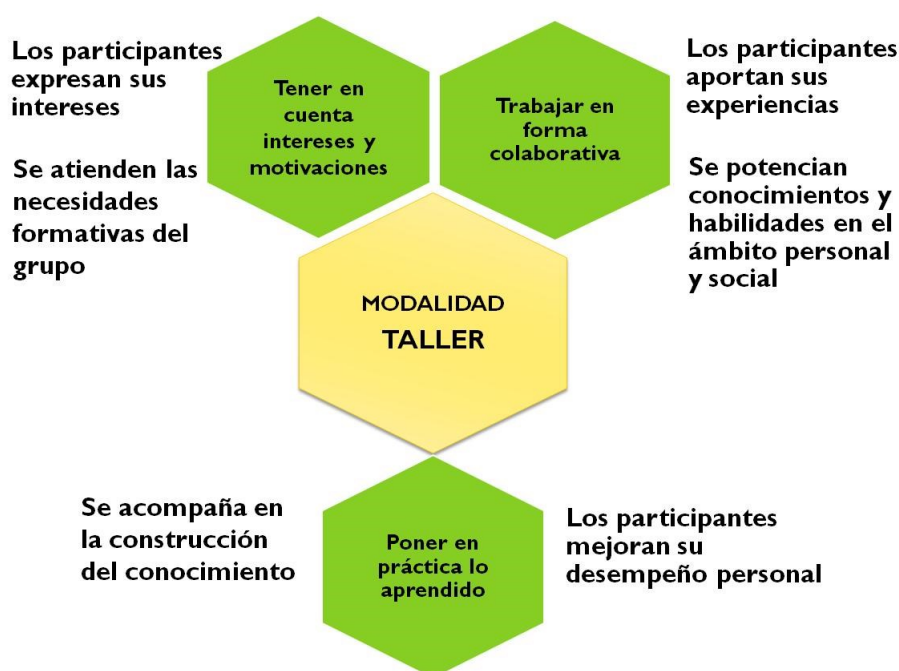 Los participantes
expresan sus
intereses
Se atienden las
necesidades
formativas del
grupo
Tener en
cuenta
intereses y
motivaciones
Trabajar en
forma
colaborativa
Los participantes
aportan sus
experiencias
Se potencian
conocimientos y
habilidades en el
ámbito personal
y social
MODALIDAD
TALLER
Se acompaña en
la construcción
del conocimiento
Poner en
práctica lo
aprendido
Los participantes
mejoran su
desempeño personal